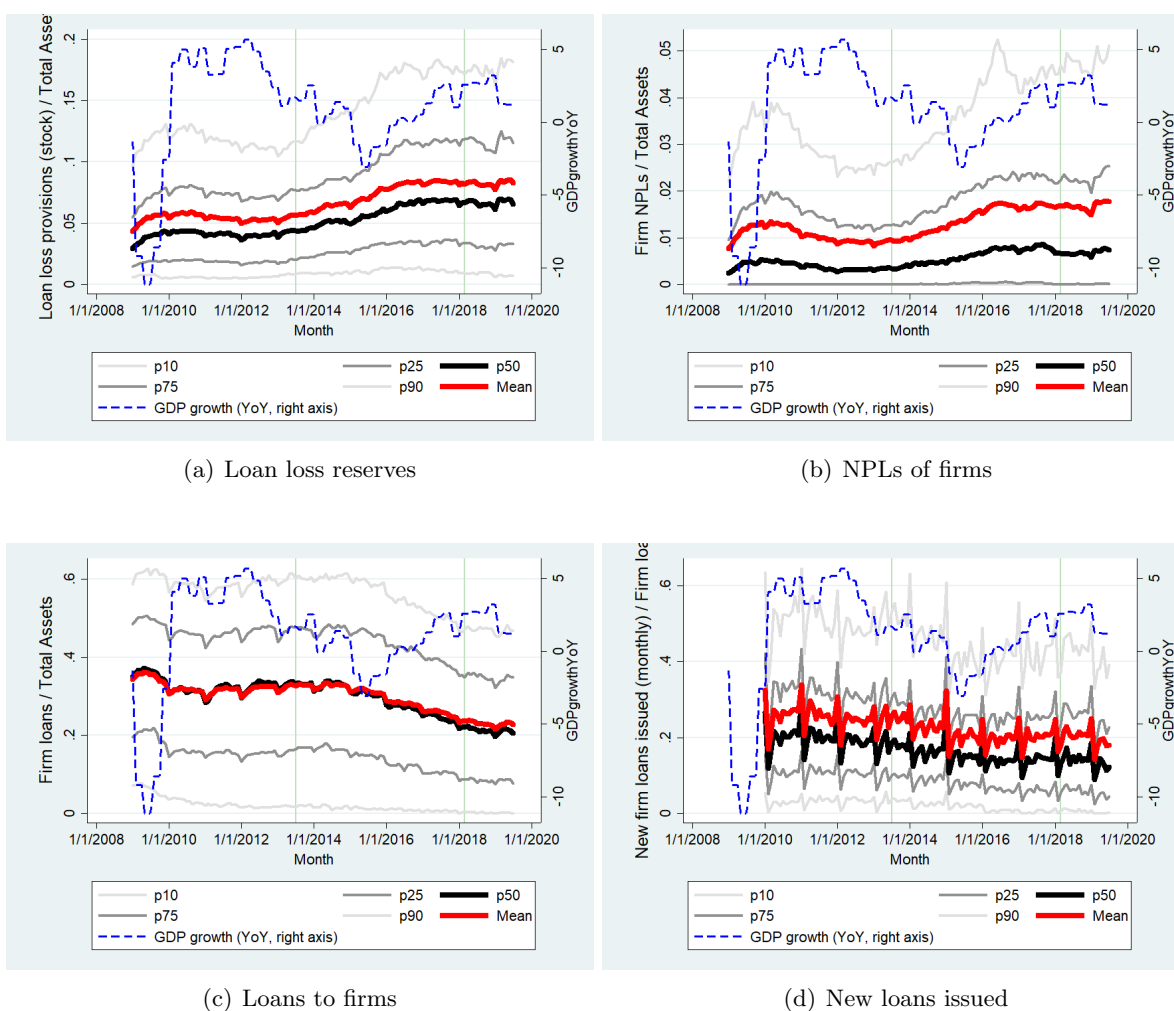 Loan loss provisions (stock) / Total Asse
.2
.15
.1
.05
0
5
0
-5
-10
GDPgrowthYoY
1/1/2008 1/1/2010 1/1/2012 1/1/2014 1/1/2016 1/1/2018 1/1/2020
Month
p10 p25 p50
p75 p90 Mean
GDP growth (YoY, right axis)
(a) Loan loss reserves
Firm NPLs / Total Assets
.05
.04
.03
.02
.01
0
5
0
-5
-10
GDPgrowthYoY
1/1/2008 1/1/2010 1/1/2012 1/1/2014 1/1/2016 1/1/2018 1/1/2020
Month
p10 p25 p50
p75 p90 Mean
GDP growth (YoY, right axis)
(b) NPLs of firms
Firm loans / Total Assets
.6
.4
.2
0
5
0
-5
-10
GDPgrowthYoY
1/1/2008 1/1/2010 1/1/2012 1/1/2014 1/1/2016 1/1/2018 1/1/2020
Month
p10 p25 p50
p75 p90 Mean
GDP growth (YoY, right axis)
(c) Loans to firms
New firm loans issued (monthly) / Firm loa
.6
.4
.2
0
5
0
-5
-10
GDPgrowthYoY
1/1/2008 1/1/2010 1/1/2012 1/1/2014 1/1/2016 1/1/2018 1/1/2020
Month
p10 p25 p50
p75 p90 Mean
GDP growth (YoY, right axis)
(d) New loans issued